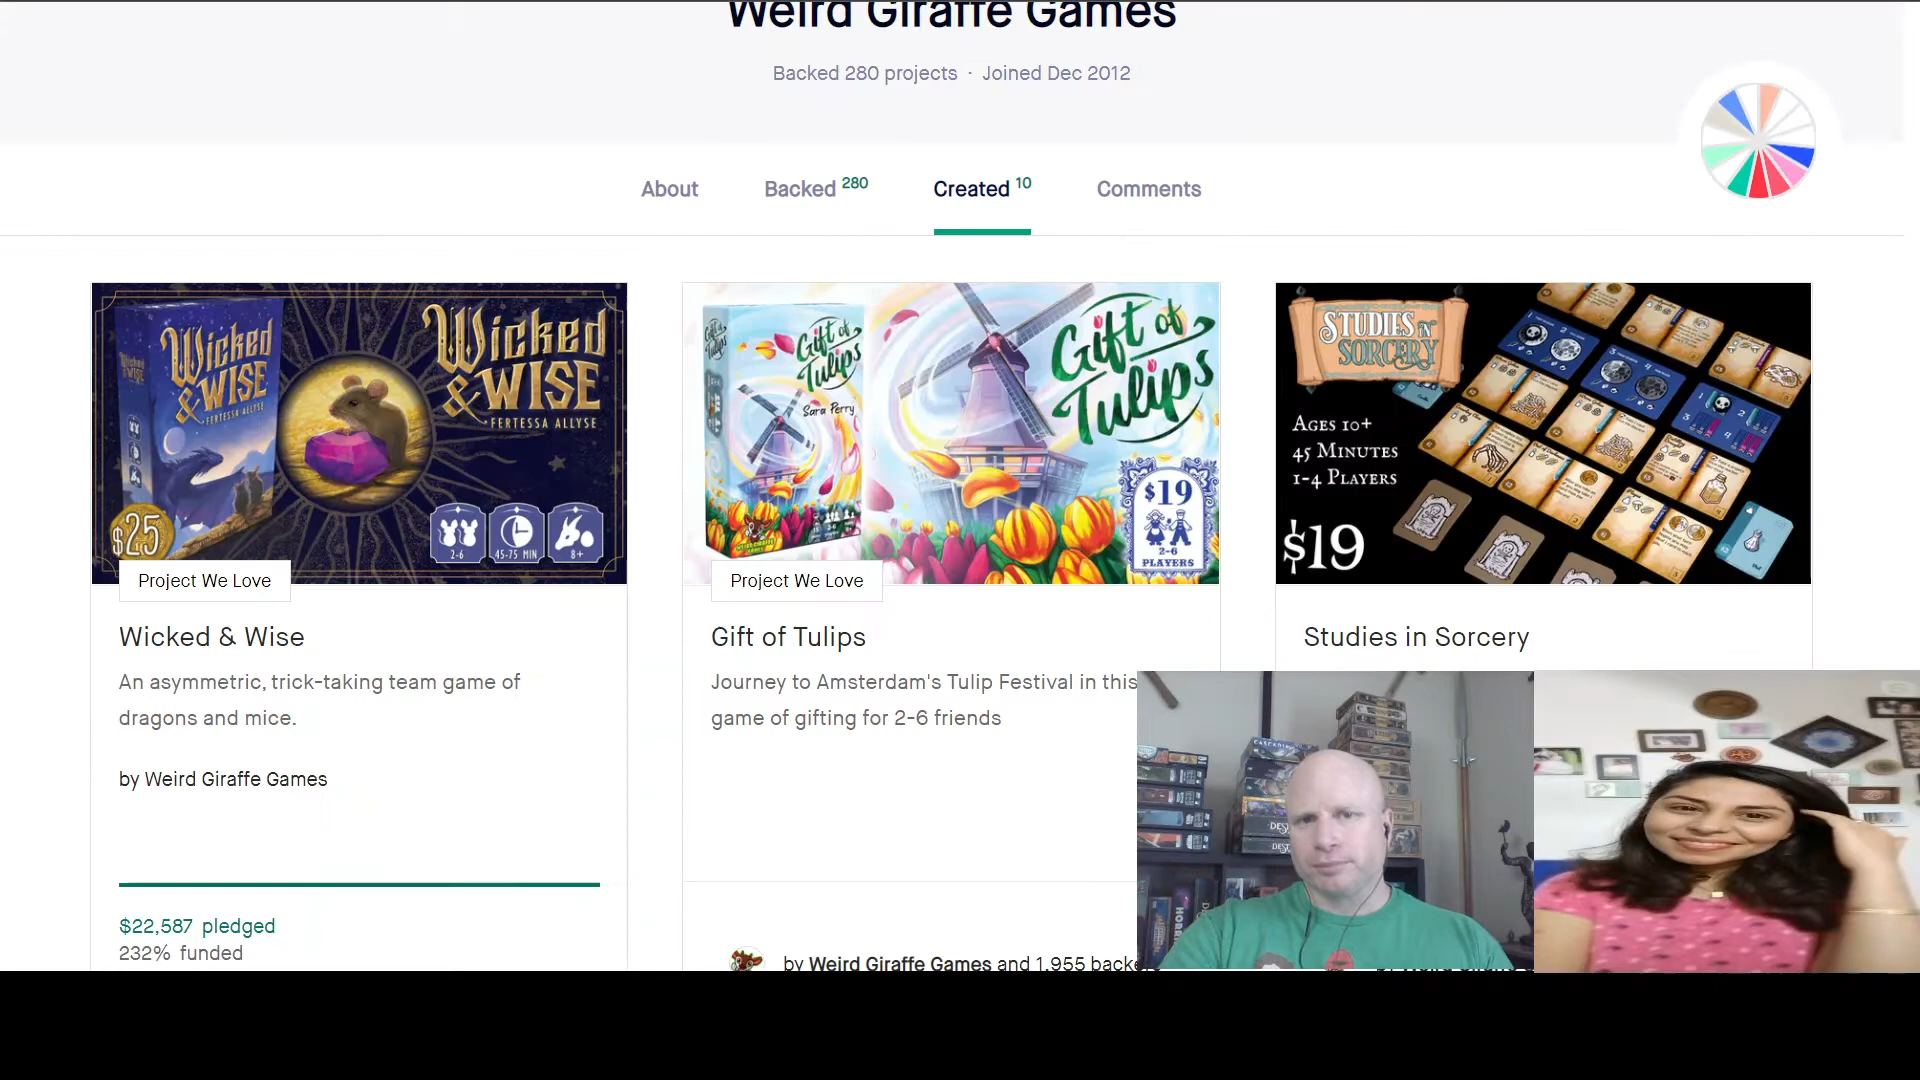 Weird Giraffe Games
Backed 280 projects · Joined Dec 2012
About
Backed 280
Created 10
Comments
Wicked
& WISE
FERTESSA ALLYSE
$25
Wicked
& WISE
FERTESSA ALLYSE
2-6
45-75 MIN
8+
Project We Love
Wicked & Wise
An asymmetric, trick-taking team game of
dragons and mice.
by Weird Giraffe Games
$22,587 pledged
232% funded
Gift of
Tulips
Sara Perry
Gift of
Tulips
$19
2-6
PLAYERS
Project We Love
Gift of Tulips
Journey to Amsterdam's Tulip Festival in this
game of gifting for 2-6 friends
by Weird Giraffe Games and 1,955
STUDIES IN
SORCERY
AGES 10+
45 MINUTES
1-4 PLAYERS
$19
Studies in Sorcery